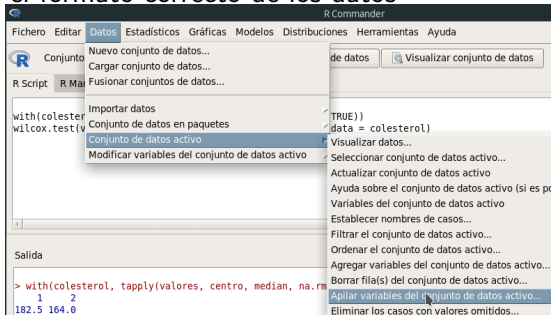 el formato correcto de los datos
R Commander
Fichero Editar Datos Estadísticos Gráficas Modelos Distribuciones Herramientas Ayuda
Nuevo conjunto de datos...
R Conjunto de datos Visualizar conjunto de datos
Cargar conjunto de datos...
R Script R Ma Fusionar conjuntos de datos...
Importar datos
with(colester TRUE))
Conjunto de datos en paquetes
wilcox.test(v data = colesterol)
Conjunto de datos activo
Visualizar datos...
Modificar variables del conjunto de datos activo
Seleccionar conjunto de datos activo...
Actualizar conjunto de datos activo
Ayuda sobre el conjunto de datos activo (si es po
Variables del conjunto de datos activo
Establecer nombres de casos...
Filtrar el conjunto de datos activo...
Ordenar el conjunto de datos activo...
Agregar variables del conjunto de datos activo...
Salida
Borrar fila(s) del conjunto de datos activo...
> with(colesterol, tapply(valores, centro, median, na.rm
Apilar variables del conjunto de datos activo...
1 2
182.5 164.0
Eliminar los casos con valores omitidos...